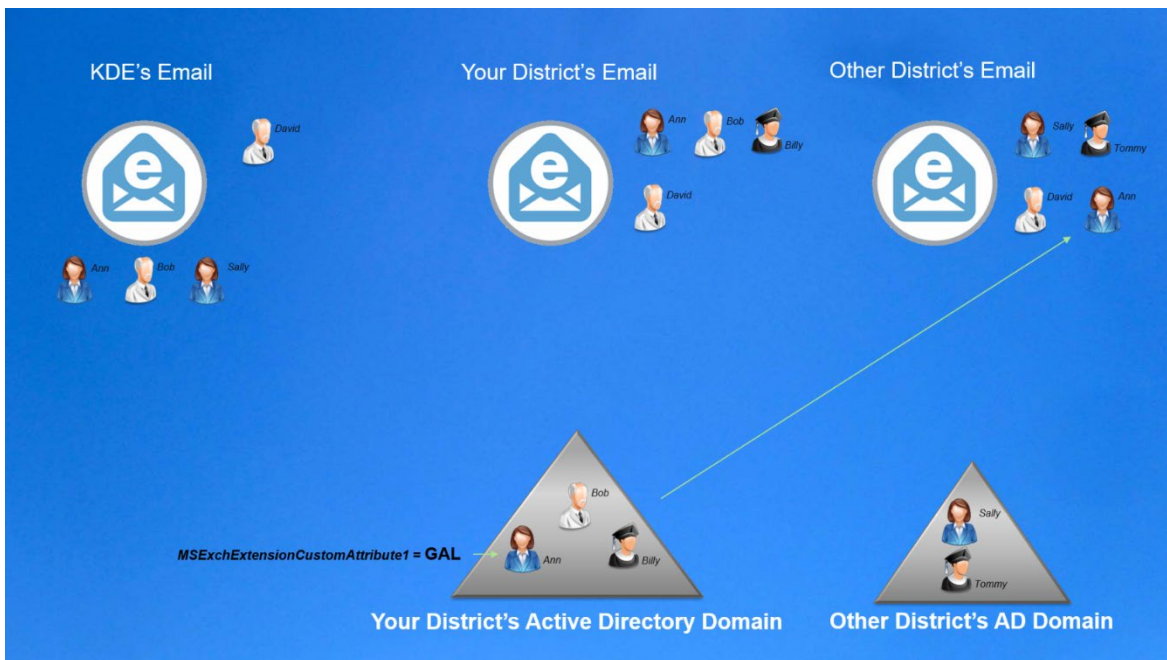 KDE's Email
Your District's Email
Other District's Email
David
Ann
Bob
Billy
Sally
Tommy
David
David
Ann
Ann
Bob
Sally
Bob
Ann
Billy
MSExchExtensionCustomAttribute1 = GAL
Sally
Tommy
Your District's Active Directory Domain
Other District's AD Domain